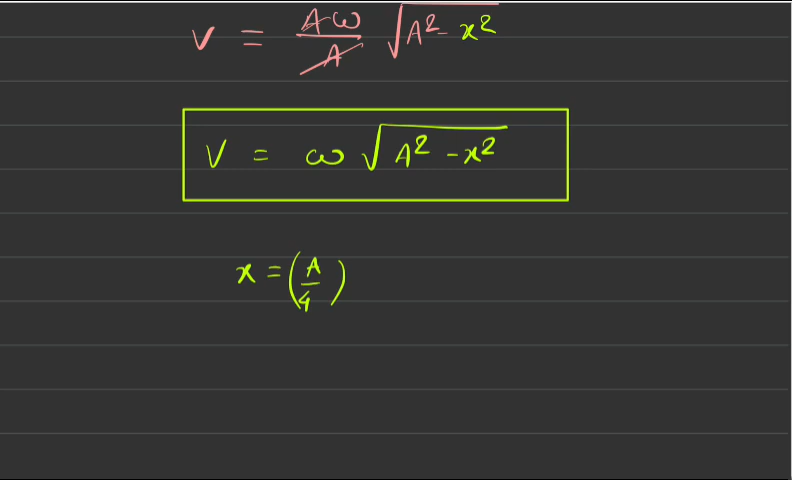 v = Aω/A √A² - x²
v = ω √A² - x²
x = (A/4)